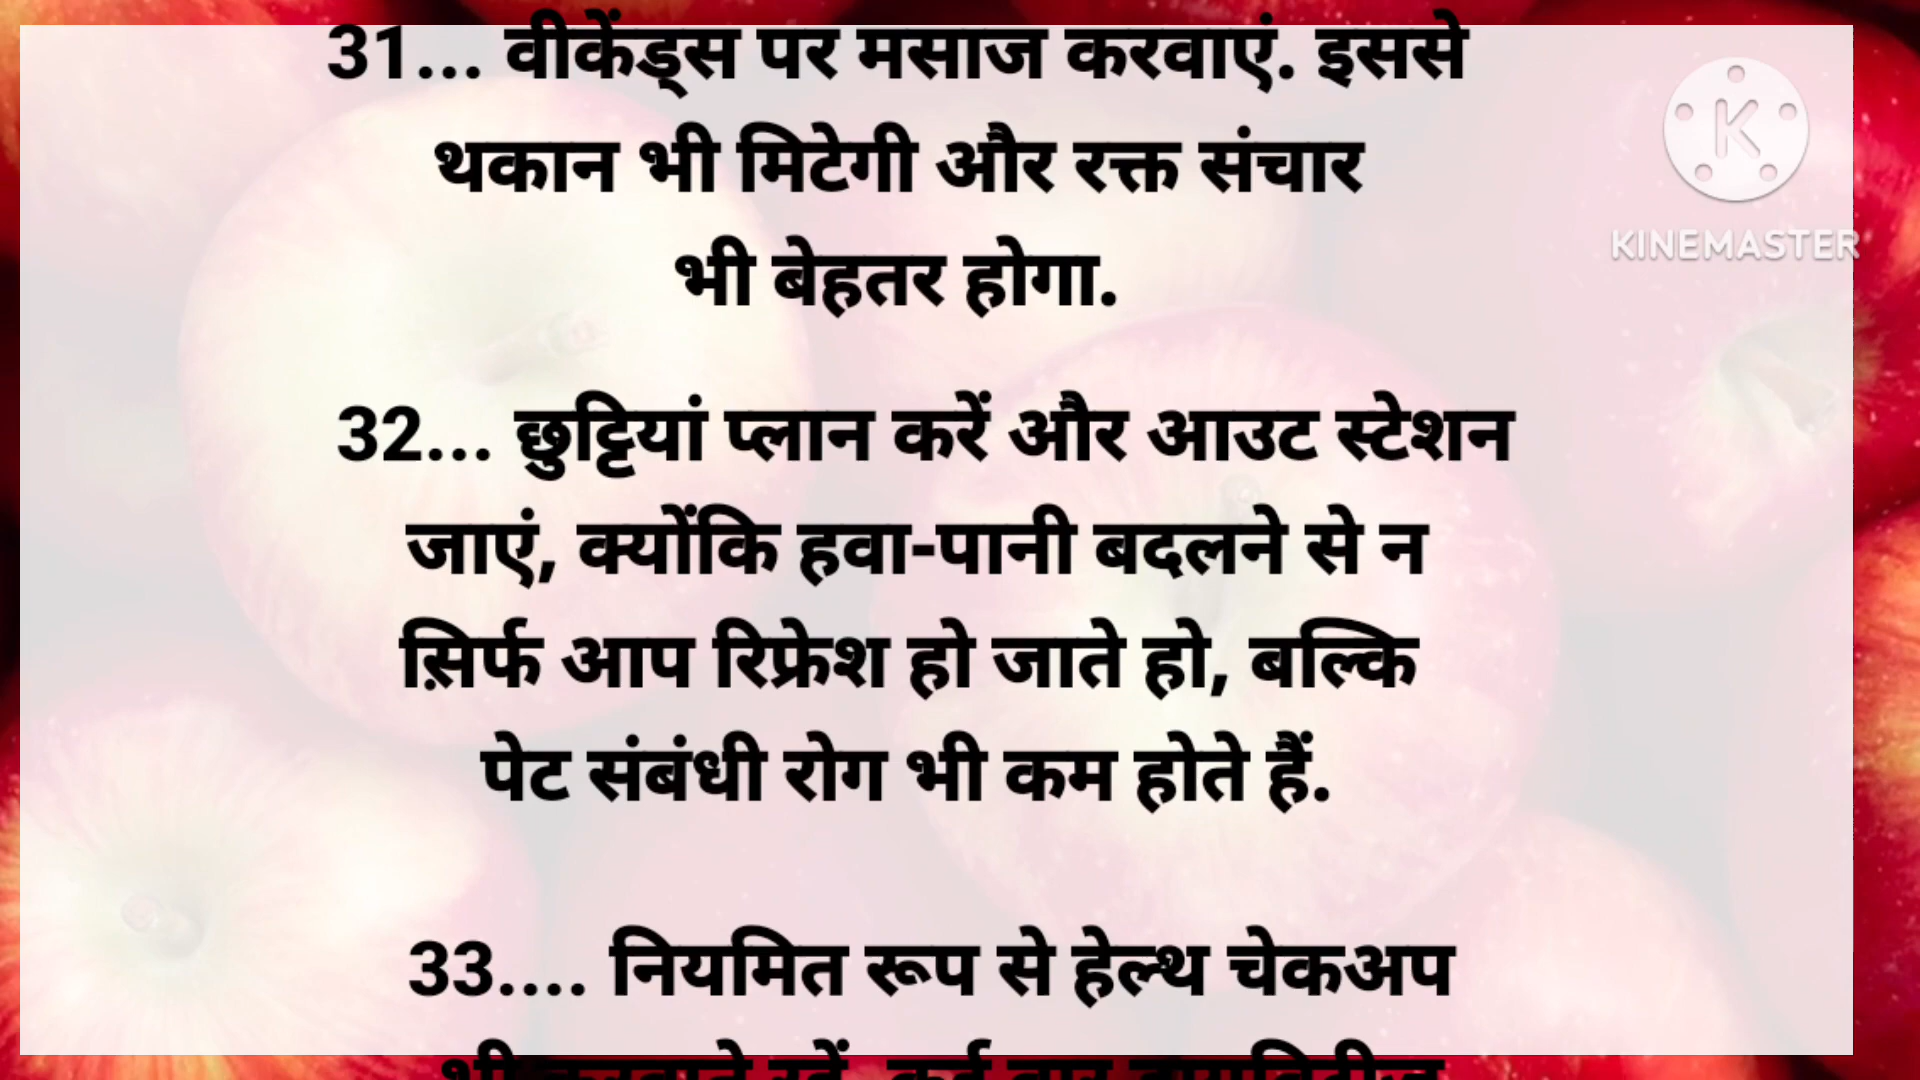 31... वीकेंड्स पर मसाज करवाएं. इससे
थकान भी मिटेगी और रक्त संचार
भी बेहतर होगा.
32... छुट्टियां प्लान करें और आउट स्टेशन
जाएं, क्योंकि हवा-पानी बदलने से न
स़िर्फ आप रिफ्रेश हो जाते हो, बल्कि
पेट संबंधी रोग भी कम होते हैं.
33.... नियमित रूप से हेल्थ चेकअप
K
KINEMASTER